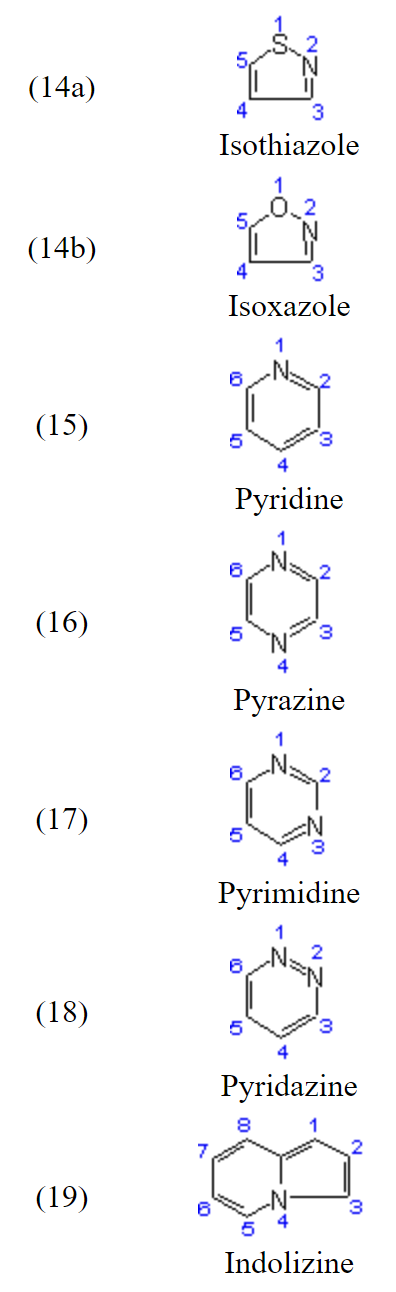 1
S 2
5 N
(14a)
4 3
Isothiazole
1
O 2
5 N
(14b)
4 3
Isoxazole
1
N
6 2
(15)
5 3
4
Pyridine
1
N
6 2
(16)
5 3
N
4
Pyrazine
1
N
6 2
(17)
5 N
4 3
Pyrimidine
1
N 2
6 N
(18)
5 3
4
Pyridazine
8 1
7 2
(19)
6 N 3
5 4
Indolizine